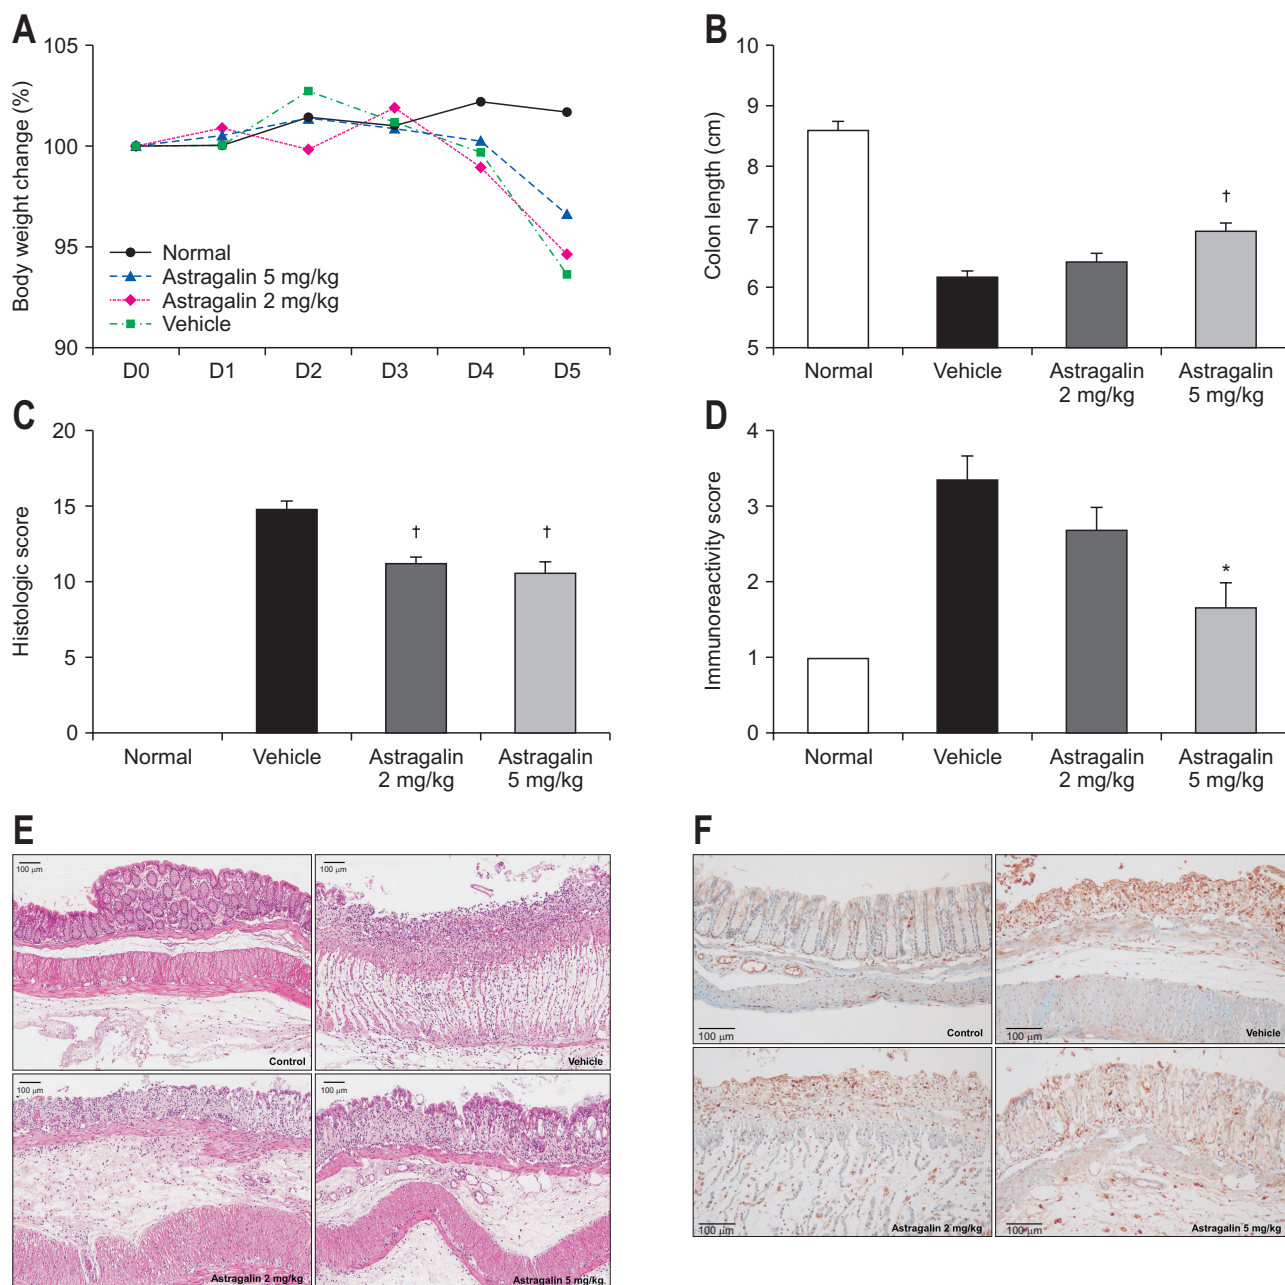 A
Body weight change (%)
105
100
95
90
Normal
Astragalin 5 mg/kg
Astragalin 2 mg/kg
Vehicle
D0 D1 D2 D3 D4 D5
B
Colon length (cm)
10
9
8
7
6
5
†
Normal Vehicle Astragalin Astragalin
2 mg/kg 5 mg/kg
C
Histologic score
20
15
10
5
0
† †
Normal Vehicle Astragalin Astragalin
2 mg/kg 5 mg/kg
D
Immunoreactivity score
4
3
2
1
0
*
Normal Vehicle Astragalin Astragalin
2 mg/kg 5 mg/kg
E
100 μm
Control
100 μm
Vehicle
100 μm
Astragalin 2 mg/kg
100 μm
Astragalin 5 mg/kg
F
100 μm
Control
100 μm
Vehicle
100 μm
Astragalin 2 mg/kg
100 μm
Astragalin 5 mg/kg